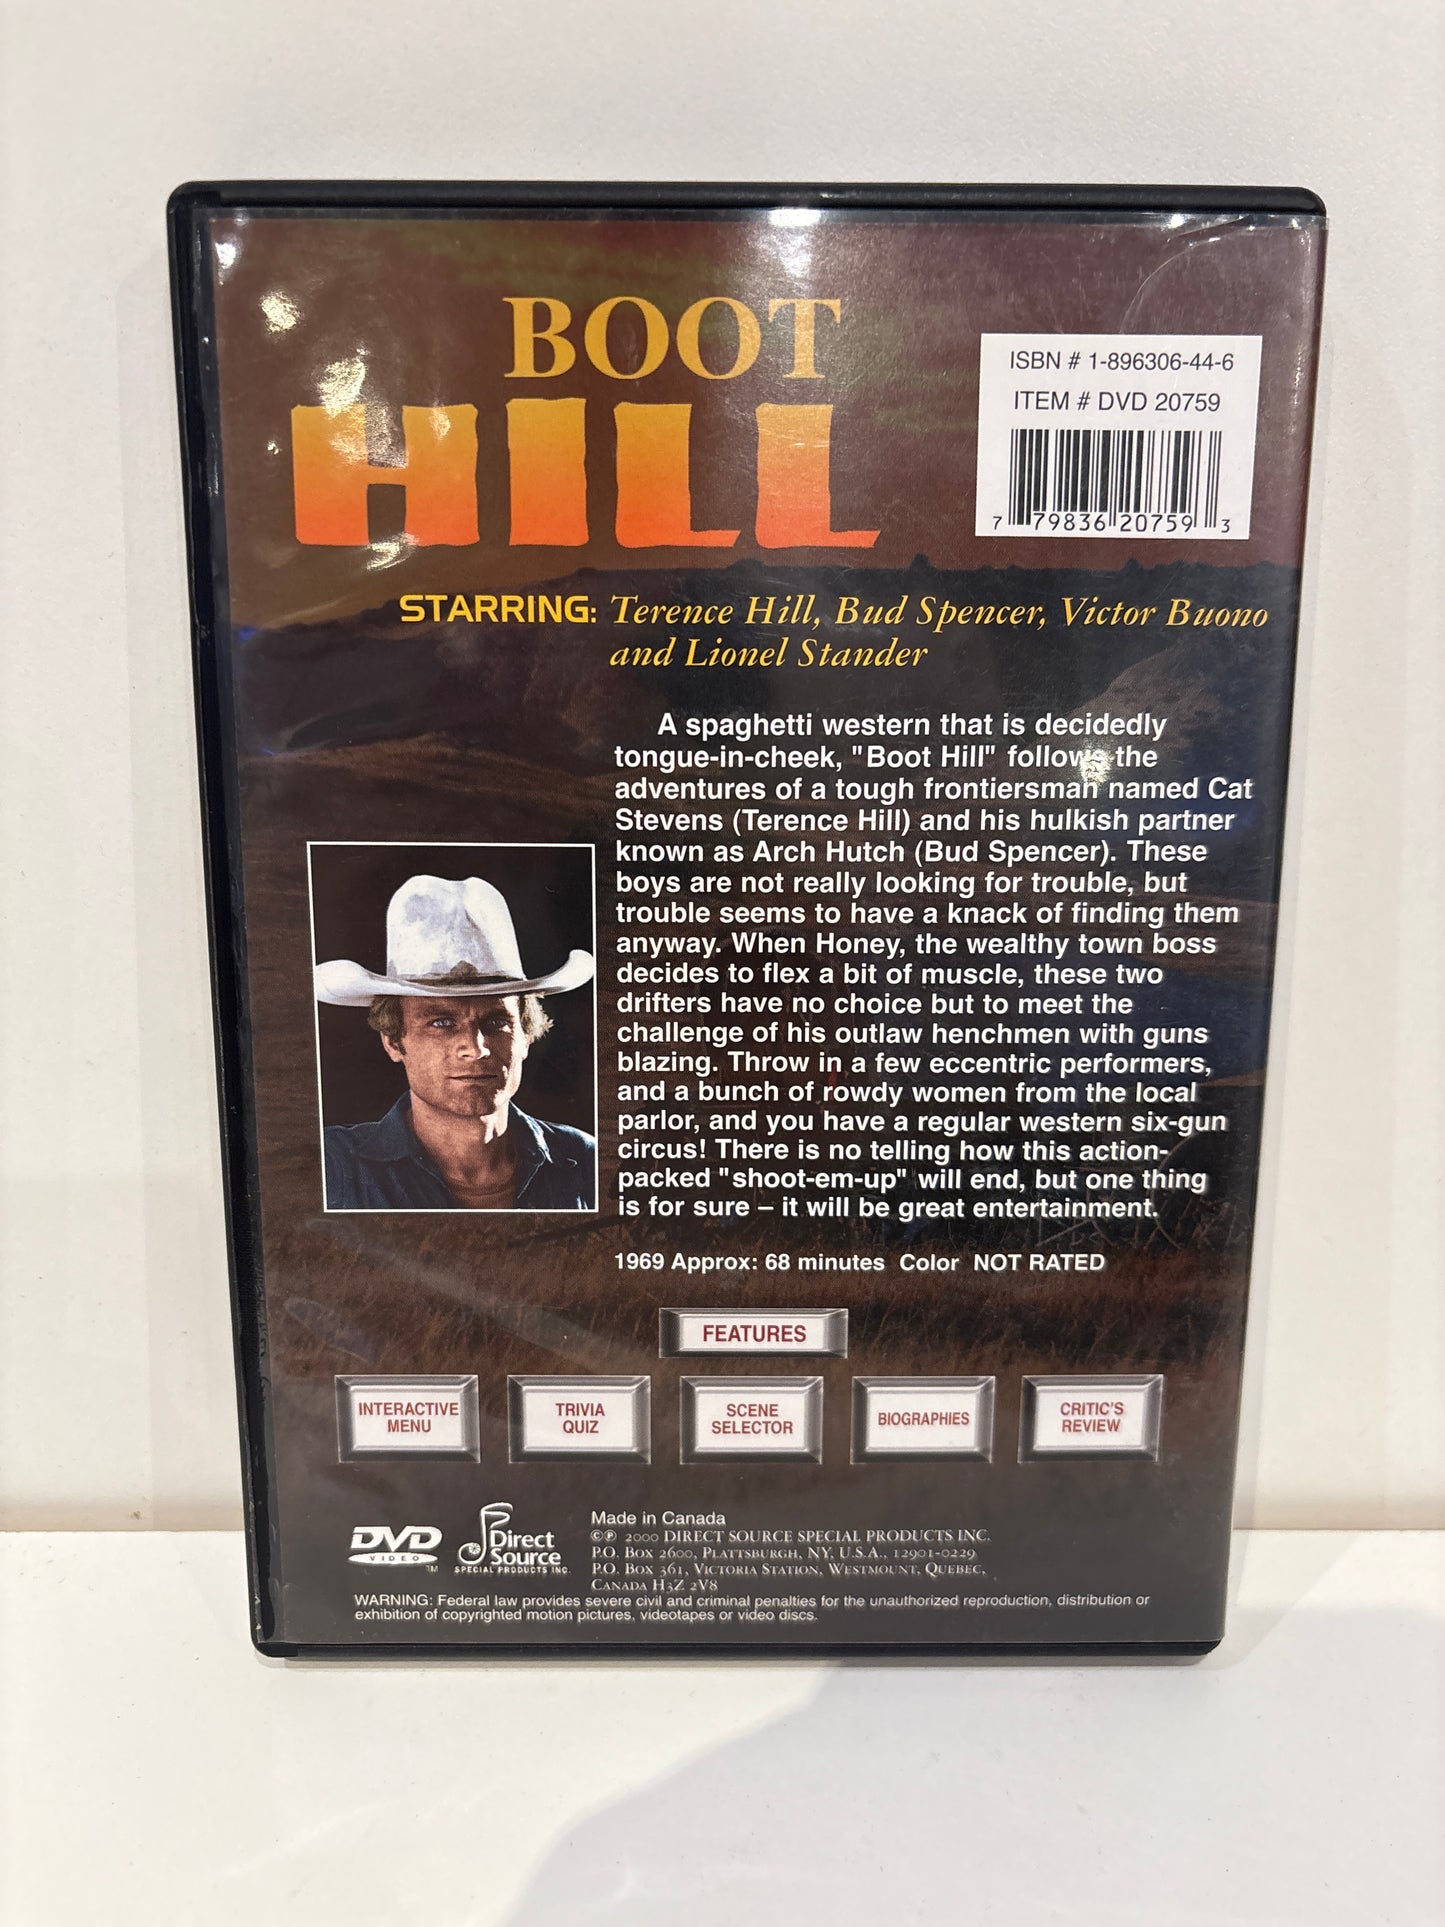 BOOT
HILL
ISBN # 1-896306-44-6
ITEM # DVD 20759
7 79836 20759 3
STARRING: Terence Hill, Bud Spencer, Victor Buono
and Lionel Stander
A spaghetti western that is decidedly
tongue-in-cheek, "Boot Hill" follows the
adventures of a tough frontiersman named Cat
Stevens (Terence Hill) and his hulkish partner
known as Arch Hutch (Bud Spencer). These
boys are not really looking for trouble, but
trouble seems to have a knack of finding them
anyway. When Honey, the wealthy town boss
decides to flex a bit of muscle, these two
drifters have no choice but to meet the
challenge of his outlaw henchmen with guns
blazing. Throw in a few eccentric performers,
and a bunch of rowdy women from the local
parlor, and you have a regular western six-gun
circus! There is no telling how this action-
packed "shoot-em-up" will end, but one thing
is for sure – it will be great entertainment.
1969 Approx: 68 minutes Color NOT RATED
FEATURES
INTERACTIVE
MENU
TRIVIA
QUIZ
SCENE
SELECTOR
BIOGRAPHIES
CRITIC'S
REVIEW
DVD
VIDEO
TM
Direct
Source
SPECIAL PRODUCTS INC.
Made in Canada
©℗ 2000 DIRECT SOURCE SPECIAL PRODUCTS INC.
P.O. Box 2600, Plattsburgh, NY, U.S.A., 12901-0229
P.O. Box 361, Victoria Station, Westmount, Quebec,
Canada H3Z 2V8
WARNING: Federal law provides severe civil and criminal penalties for the unauthorized reproduction, distribution or
exhibition of copyrighted motion pictures, videotapes or video discs.